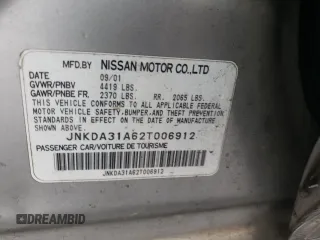 MFD.BY NISSAN MOTOR CO.,LTD
DATE 09/01
GVWR/PNBV 4419 LBS.
GAWR/PNBE FR. 2370 LBS. RR. 2085 LBS.
THIS VEHICLE CONFORMS TO ALL APPLICABLE FEDERAL
MOTOR VEHICLE SAFETY,BUMPER,AND THEFT PREVENTION
STANDARDS IN EFFECT ON THE DATE OF MANUFACTURE
SHOWN ABOVE.
JNKDA31A62T006912
PASSENGER CAR/VOITURE DE TOURISME
JNKDA31A62T006912
DREAMBID